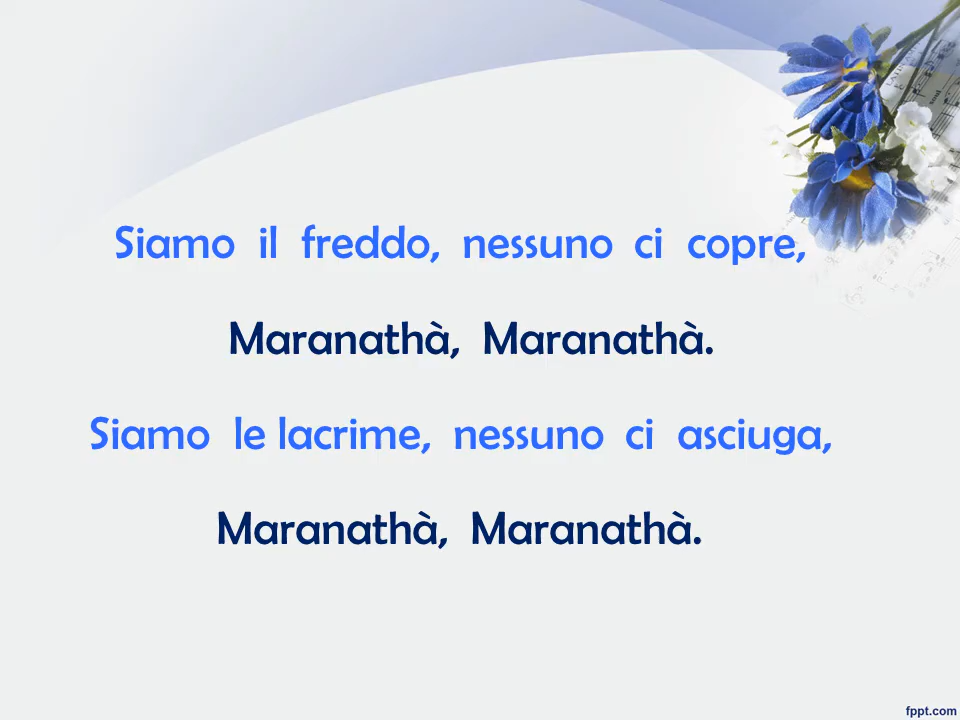 Siamo il freddo, nessuno ci copre,
Maranathà, Maranathà.
Siamo le lacrime, nessuno ci asciuga,
Maranathà, Maranathà.
fppt.com